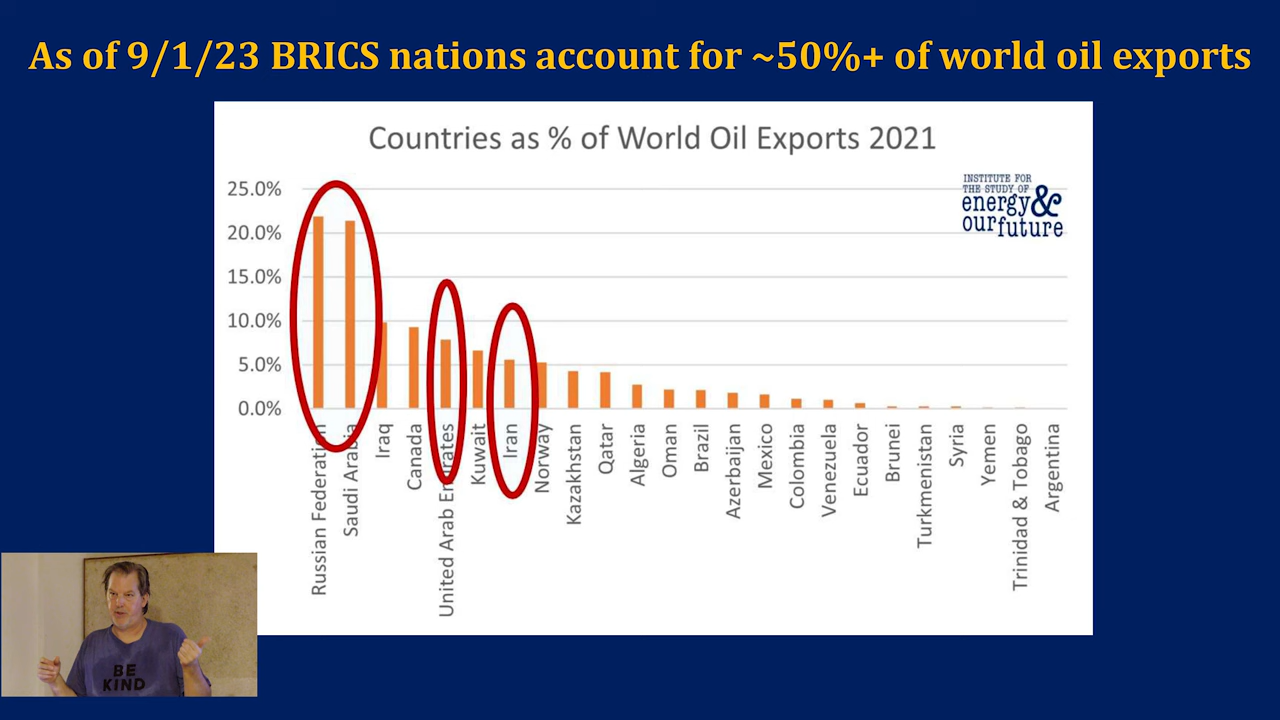 As of 9/1/23 BRICS nations account for ~50%+ of world oil exports
Countries as % of World Oil Exports 2021
INSTITUTE FOR
THE STUDY OF
energy &
our future
25.0%
20.0%
15.0%
10.0%
5.0%
0.0%
Russian Federation
Saudi Arabia
Iraq
Canada
United Arab Emirates
Kuwait
Iran
Norway
Kazakhstan
Qatar
Algeria
Oman
Brazil
Azerbaijan
Mexico
Colombia
Venezuela
Ecuador
Brunei
Turkmenistan
Syria
Yemen
Trinidad & Tobago
Argentina
BE
KIND